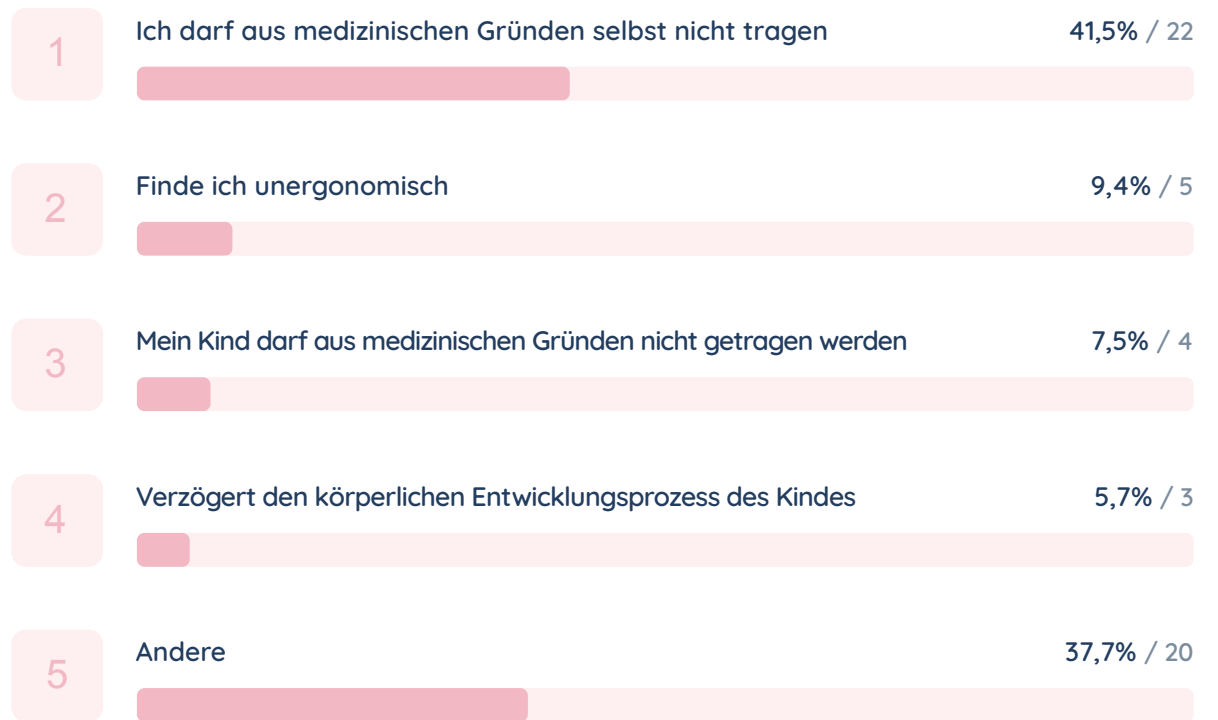 1
Ich darf aus medizinischen Gründen selbst nicht tragen 41,5% / 22
2
Finde ich unergonomisch 9,4% / 5
3
Mein Kind darf aus medizinischen Gründen nicht getragen werden 7,5% / 4
4
Verzögert den körperlichen Entwicklungsprozess des Kindes 5,7% / 3
5
Andere 37,7% / 20